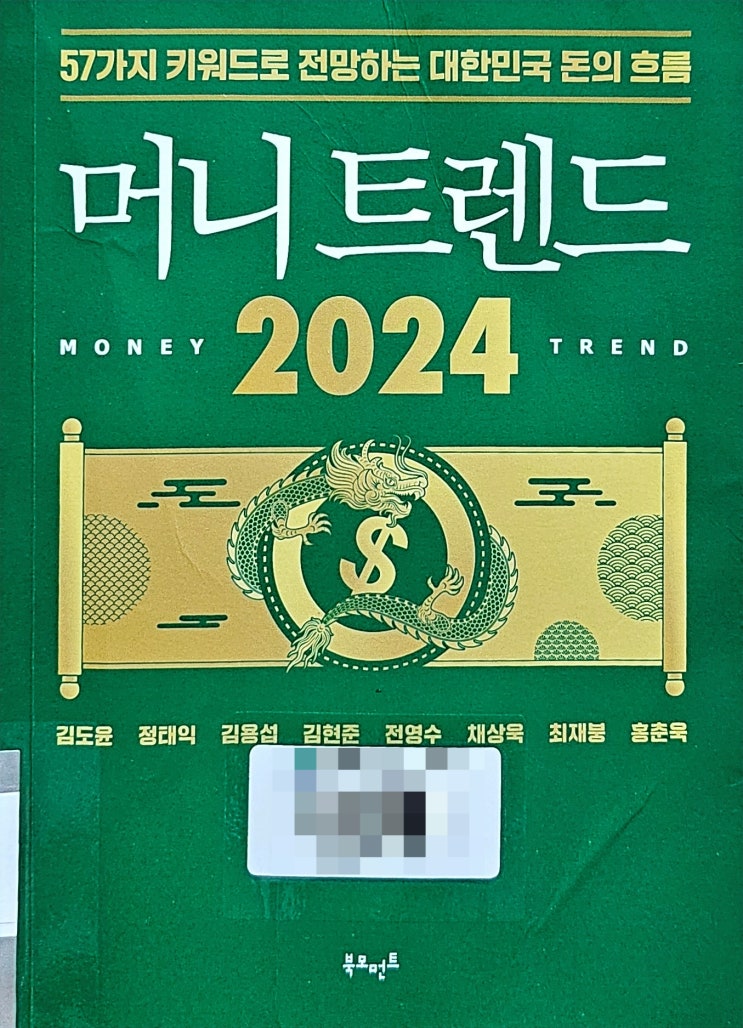 57가지 키워드로 전망하는 대한민국 돈의 흐름
머니 트렌드
MONEY 2024 TREND
$
김도윤 정태익 김용섭 김현준 전영수 채상욱 최재붕 홍춘욱
북모먼트